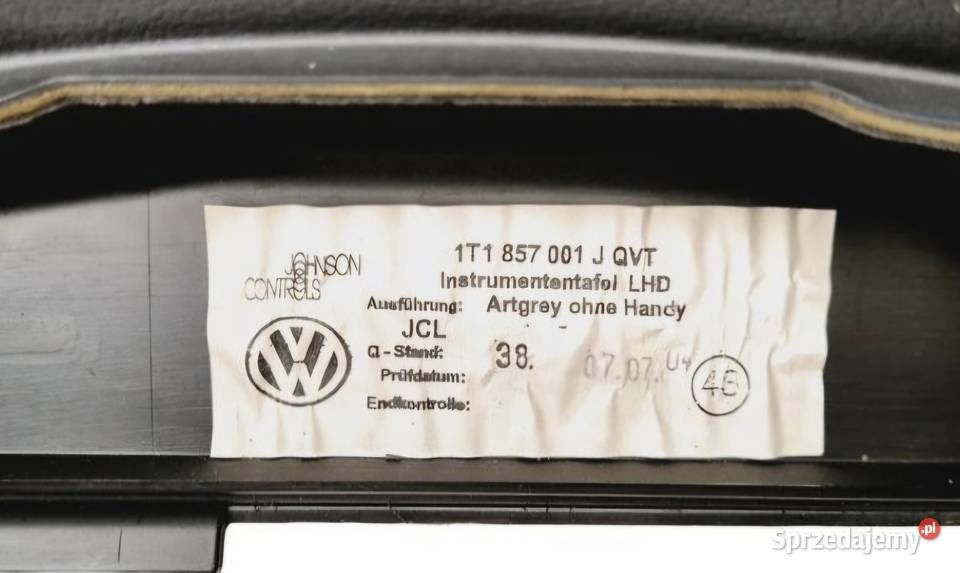 JOHNSON
CONTROLS
1T1 857 001 J QVT
Instrumententafel LHD
Ausführung: Artgrey ohne Handy
JCL
Q-Stand: 38.
Prüfdatum: 07.07.04
Endkontrolle:
46
Sprzedajemy.pl